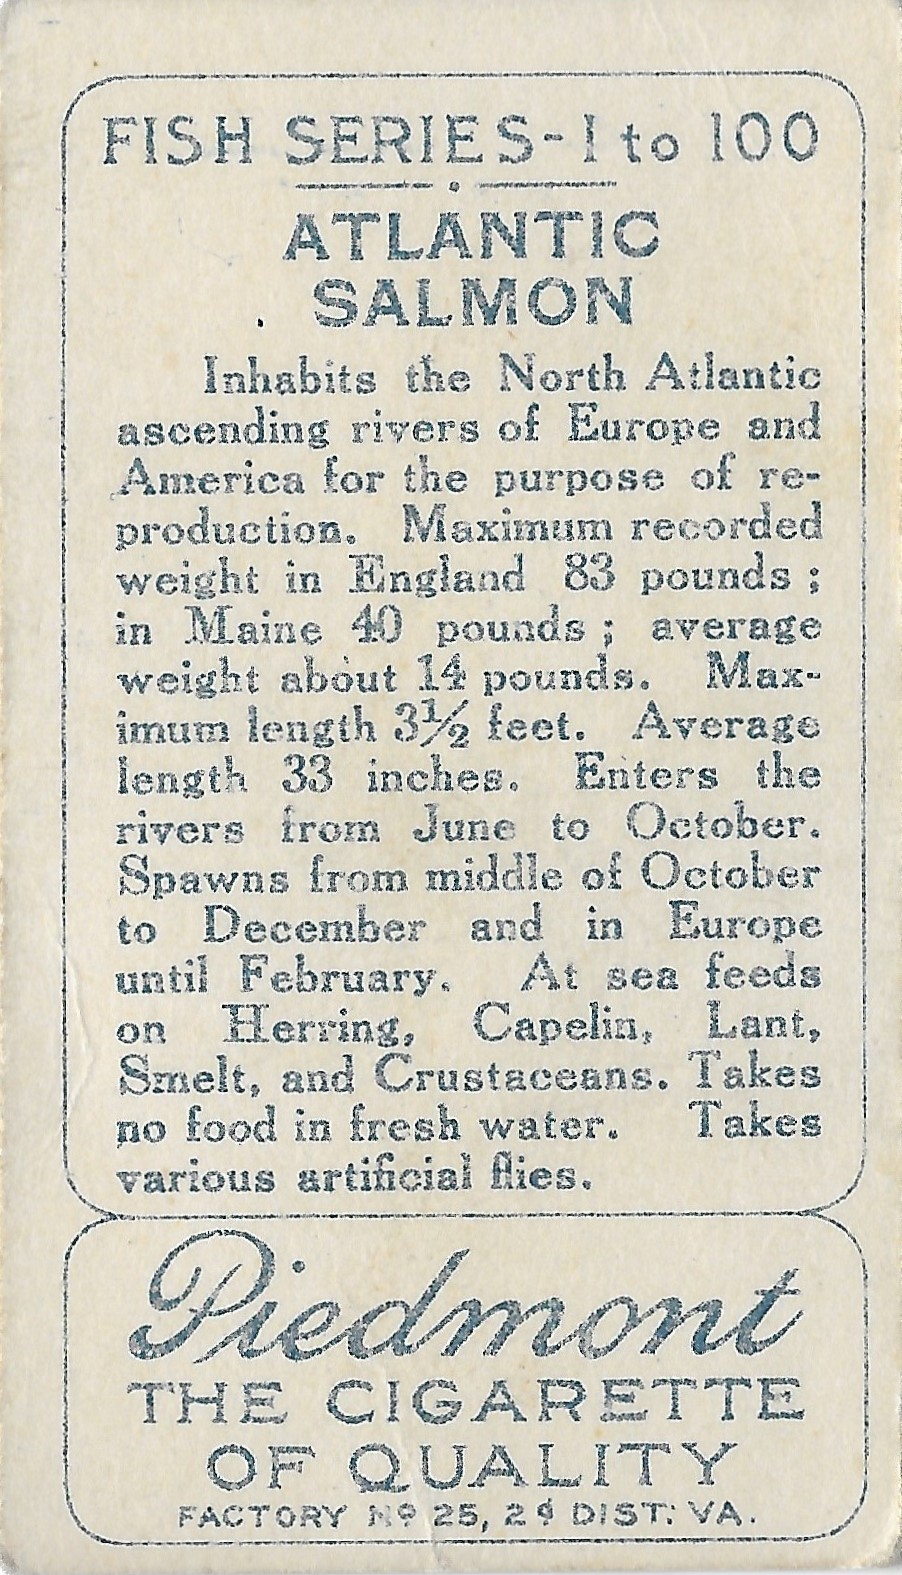 FISH SERIES-1 to 100
ATLANTIC
SALMON
Inhabits the North Atlantic
ascending rivers of Europe and
America for the purpose of re-
production. Maximum recorded
weight in England 83 pounds;
in Maine 40 pounds; average
weight about 14 pounds. Max-
imum length 3½ feet. Average
length 33 inches. Enters the
rivers from June to October.
Spawns from middle of October
to December and in Europe
until February. At sea feeds
on Herring, Capelin, Lant,
Smelt, and Crustaceans. Takes
no food in fresh water. Takes
various artificial flies.
Piedmont
THE CIGARETTE
OF QUALITY
FACTORY Nº 25, 2d DIST. VA.